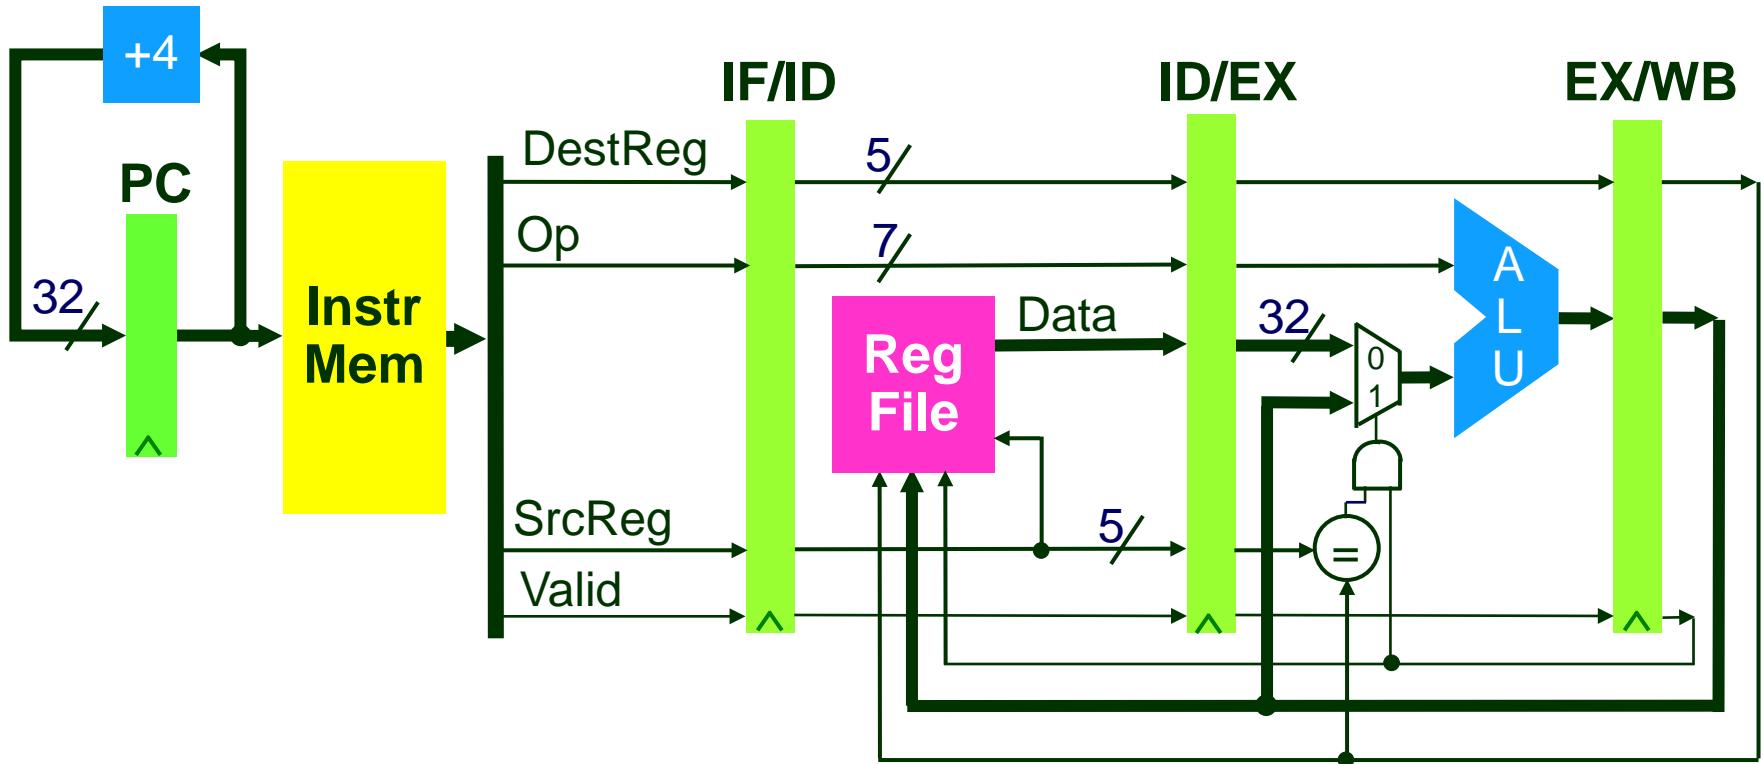 +4
IF/ID
ID/EX
EX/WB
DestReg
5
PC
Op
7
A
L
U
32
Instr
Mem
Data
32
Reg
File
0
1
SrcReg
5
=
Valid